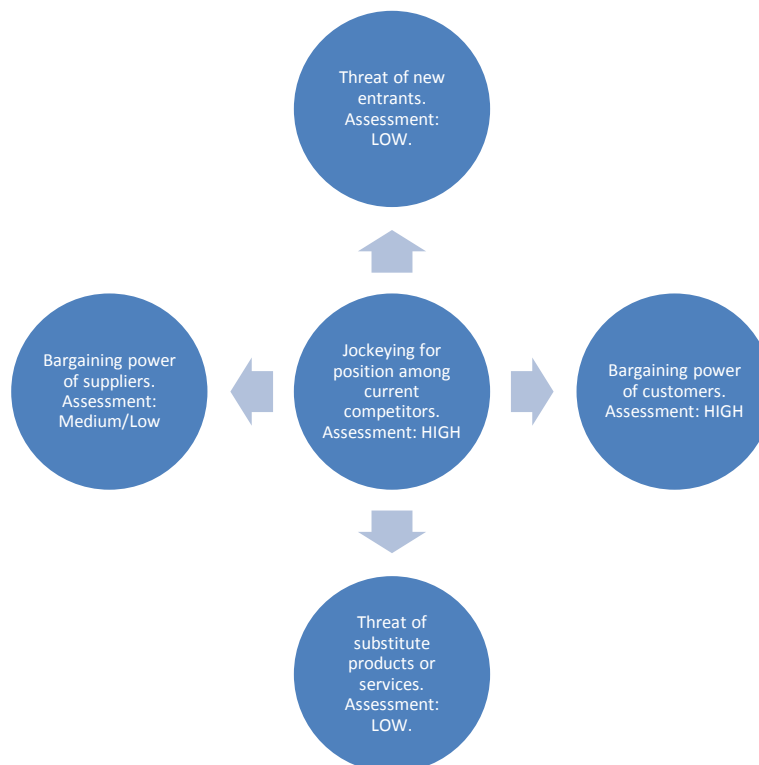 Threat of new
entrants.
Assessment:
LOW.
Bargaining power
of suppliers.
Assessment:
Medium/Low
Jockeying for
position among
current
competitors.
Assessment: HIGH
Bargaining power
of customers.
Assessment: HIGH
Threat of
substitute
products or
services.
Assessment:
LOW.